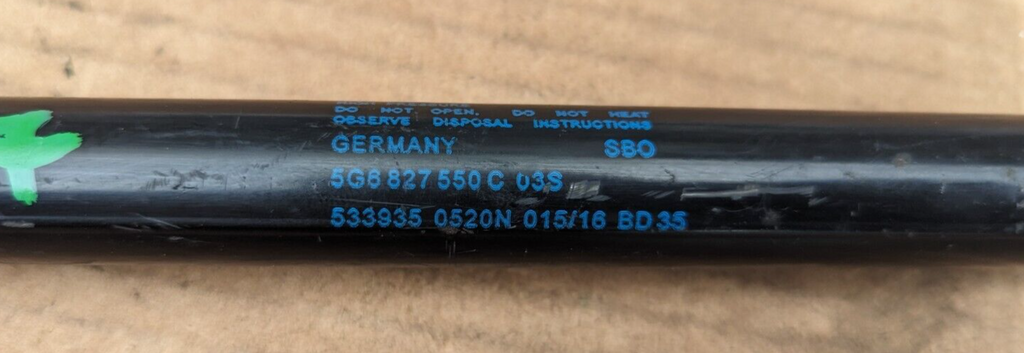 DO NOT OPEN. DO NOT HEAT
OBSERVE DISPOSAL INSTRUCTIONS
GERMANY SBO
5G6 827 550 C 03S
533935 0520N 015/16 BD35